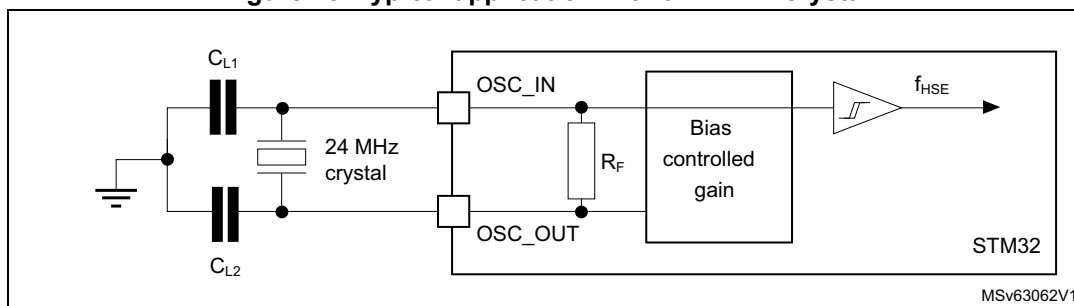 C_L1
OSC_IN
f_HSE
24 MHz
crystal
R_F
Bias
controlled
gain
OSC_OUT
C_L2
STM32
MSv63062V1